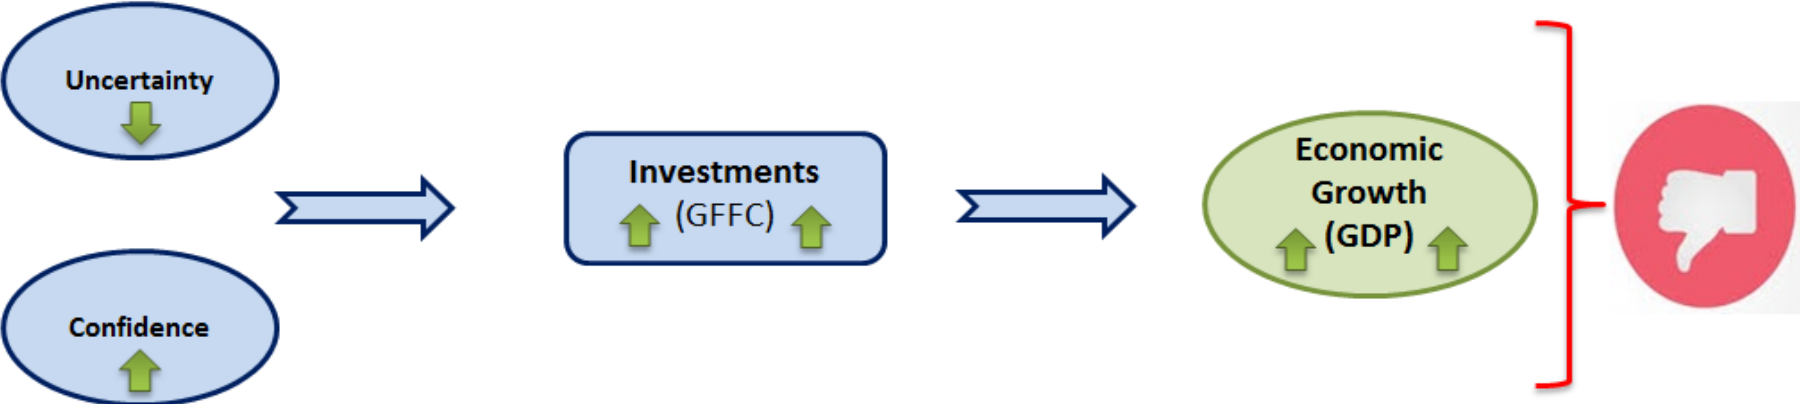 Uncertainty
Confidence
Investments
(GFFC)
Economic
Growth
(GDP)